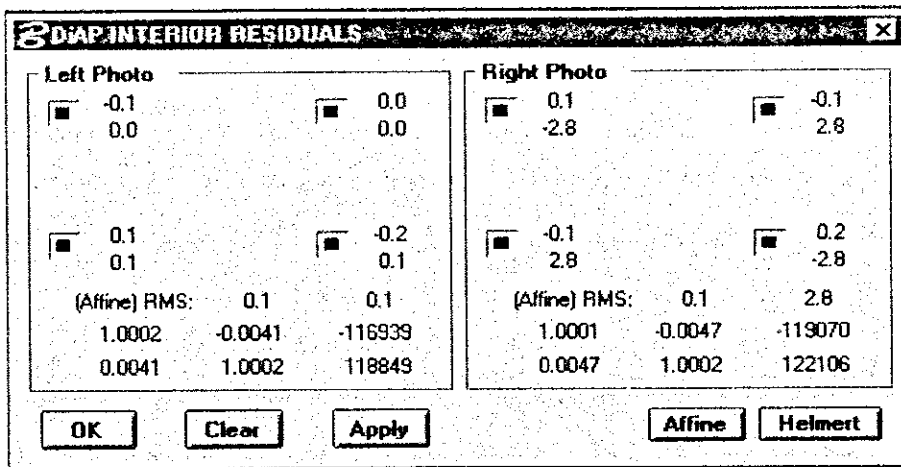 DiAP INTERIOR RESIDUALS
Left Photo
-0.1 0.0
0.0 0.0
0.1 -0.2
0.1 0.1
(Affine) RMS: 0.1 0.1
1.0002 -0.0041 -116939
0.0041 1.0002 118849
Right Photo
0.1 -0.1
-2.8 2.8
-0.1 0.2
2.8 -2.8
(Affine) RMS: 0.1 2.8
1.0001 -0.0047 -119070
0.0047 1.0002 122106
OK Clear Apply Affine Helmert